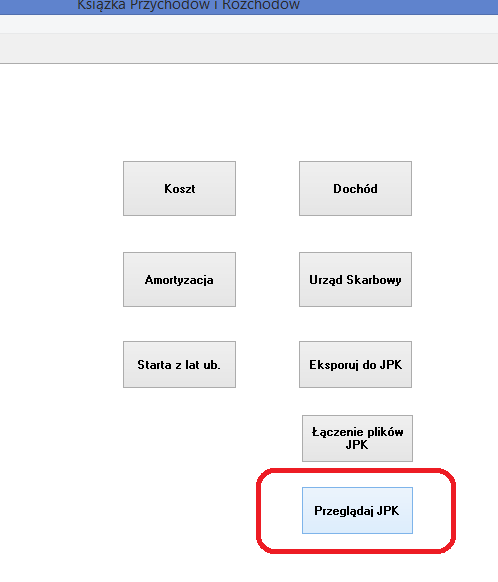 Książka Przychodów i Rozchodów
Koszt
Dochód
Amortyzacja
Urząd Skarbowy
Starta z lat ub.
Eksporuj do JPK
Łączenie plików
JPK
Przeglądaj JPK